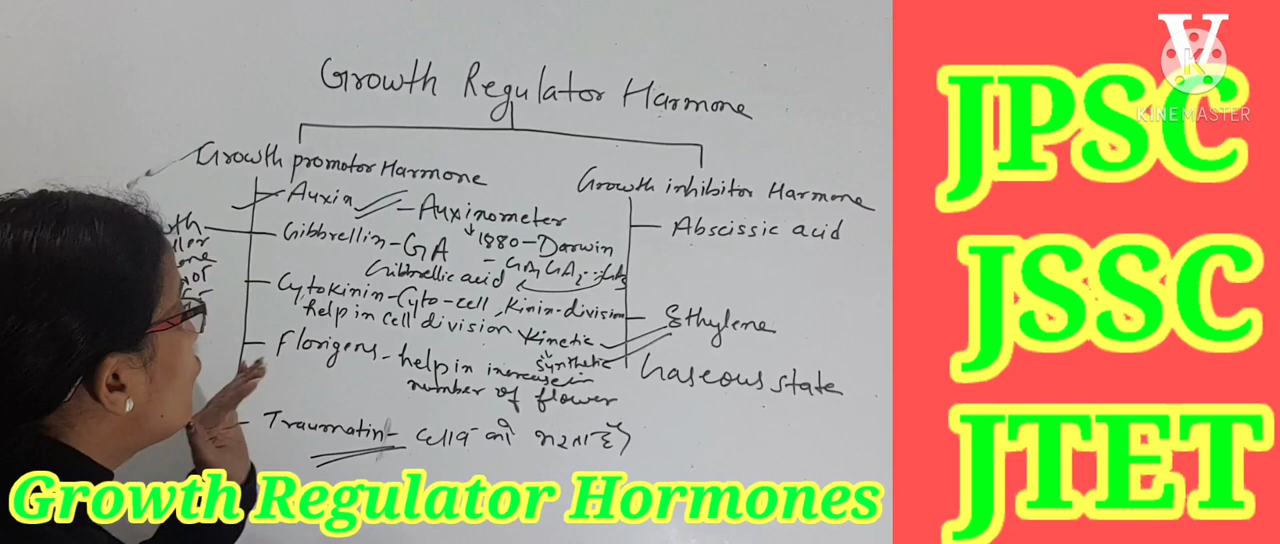 Growth Regulator Harmone
Growth promotor Harmone
Auxin - Auxinometer
1880 - Darwin
Gibbrellin - GA
Gibbrellic acid
Cytokinin - Cyto - cell, Kinin - division
help in cell division
Kinetic
synthetic
Florigens - help in increase in
number of flower
Traumatin -
Growth inhibitor Harmone
Abscissic acid
Ethylene
Gaseous state
Growth Regulator Hormones
V
K
KINEMASTER
JPSC
JSSC
JTET